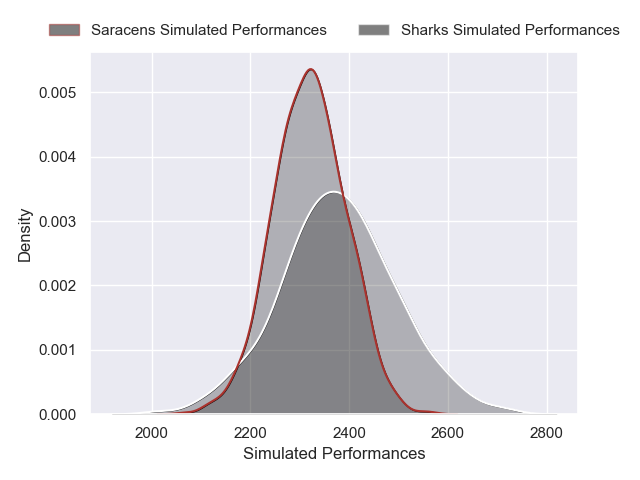 Saracens Simulated Performances Sharks Simulated Performances
0.005
0.004
0.003
0.002
0.001
0.000
Density
2000 2200 2400 2600 2800
Simulated Performances